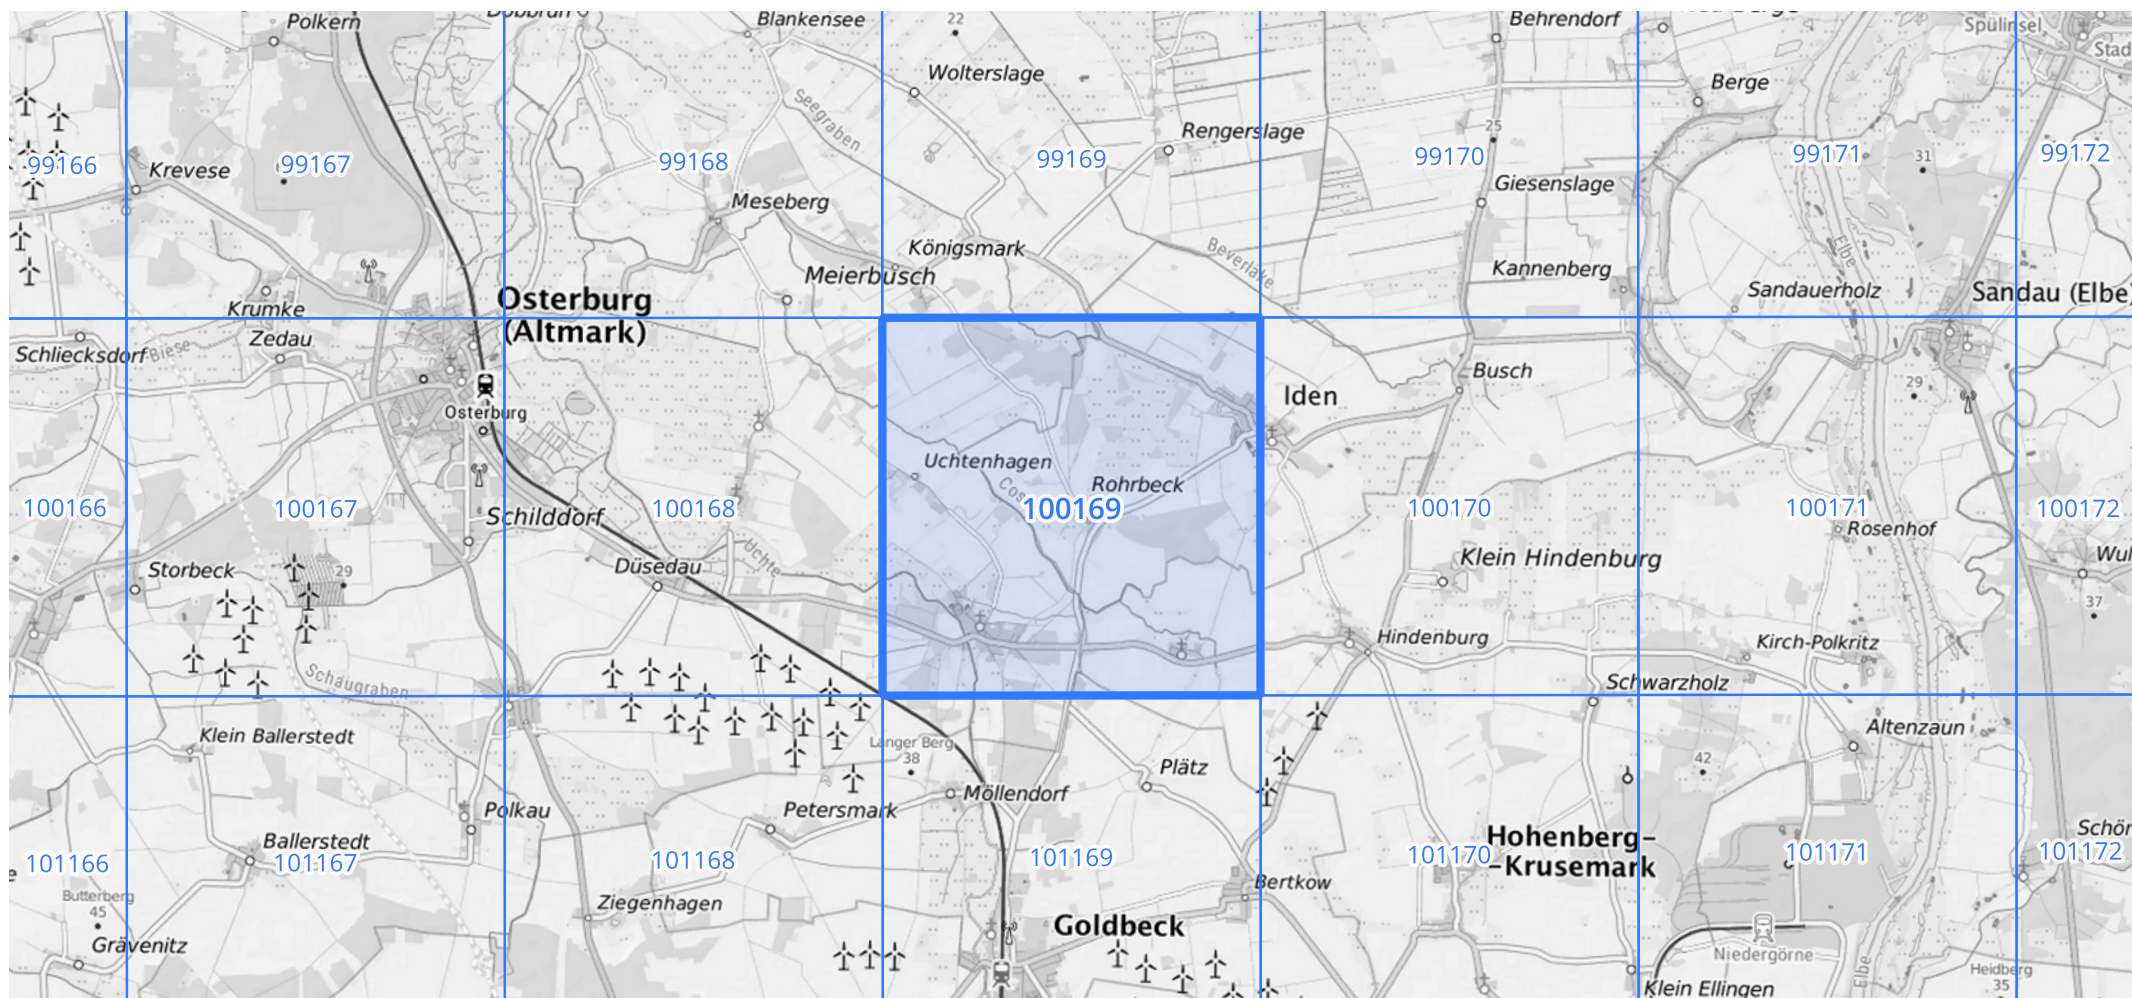 Polkern
Blankensee
22
Behrendorf
Spülinsel
Wolterslage
Berge
Seegraben
Rengerslage
25
99166
Krevese
99167
99168
99169
99170
Giesenslage
99171
31
99172
Meseberg
Königsmark
Beverlake
Elbe
Meierbusch
Kannenberg
Krumke
Osterburg
(Altmark)
Sandauerholz
Sandau (Elbe)
Schliecksdorf
Biese
Zedau
Iden
Busch
29
Osterburg
Uchtenhagen
Rohrbeck
100166
100167
Schilddorf
100168
100169
100170
100171
Rosenhof
100172
Storbeck
29
Düsedau
Uchte
Klein Hindenburg
37
Hindenburg
Kirch-Polkritz
Schaugraben
Schwarzholz
Klein Ballerstedt
Langer Berg
38
Altenzaun
42
Plätz
Möllendorf
Polkau
Petersmark
Ballerstedt
Hohenberg-
-Krusemark
101166
101167
101168
101169
101170
101171
101172
Butterberg
45
Ziegenhagen
Bertkow
Grävenitz
Goldbeck
Niedergörne
Elbe
Heidberg
35
Klein Ellingen